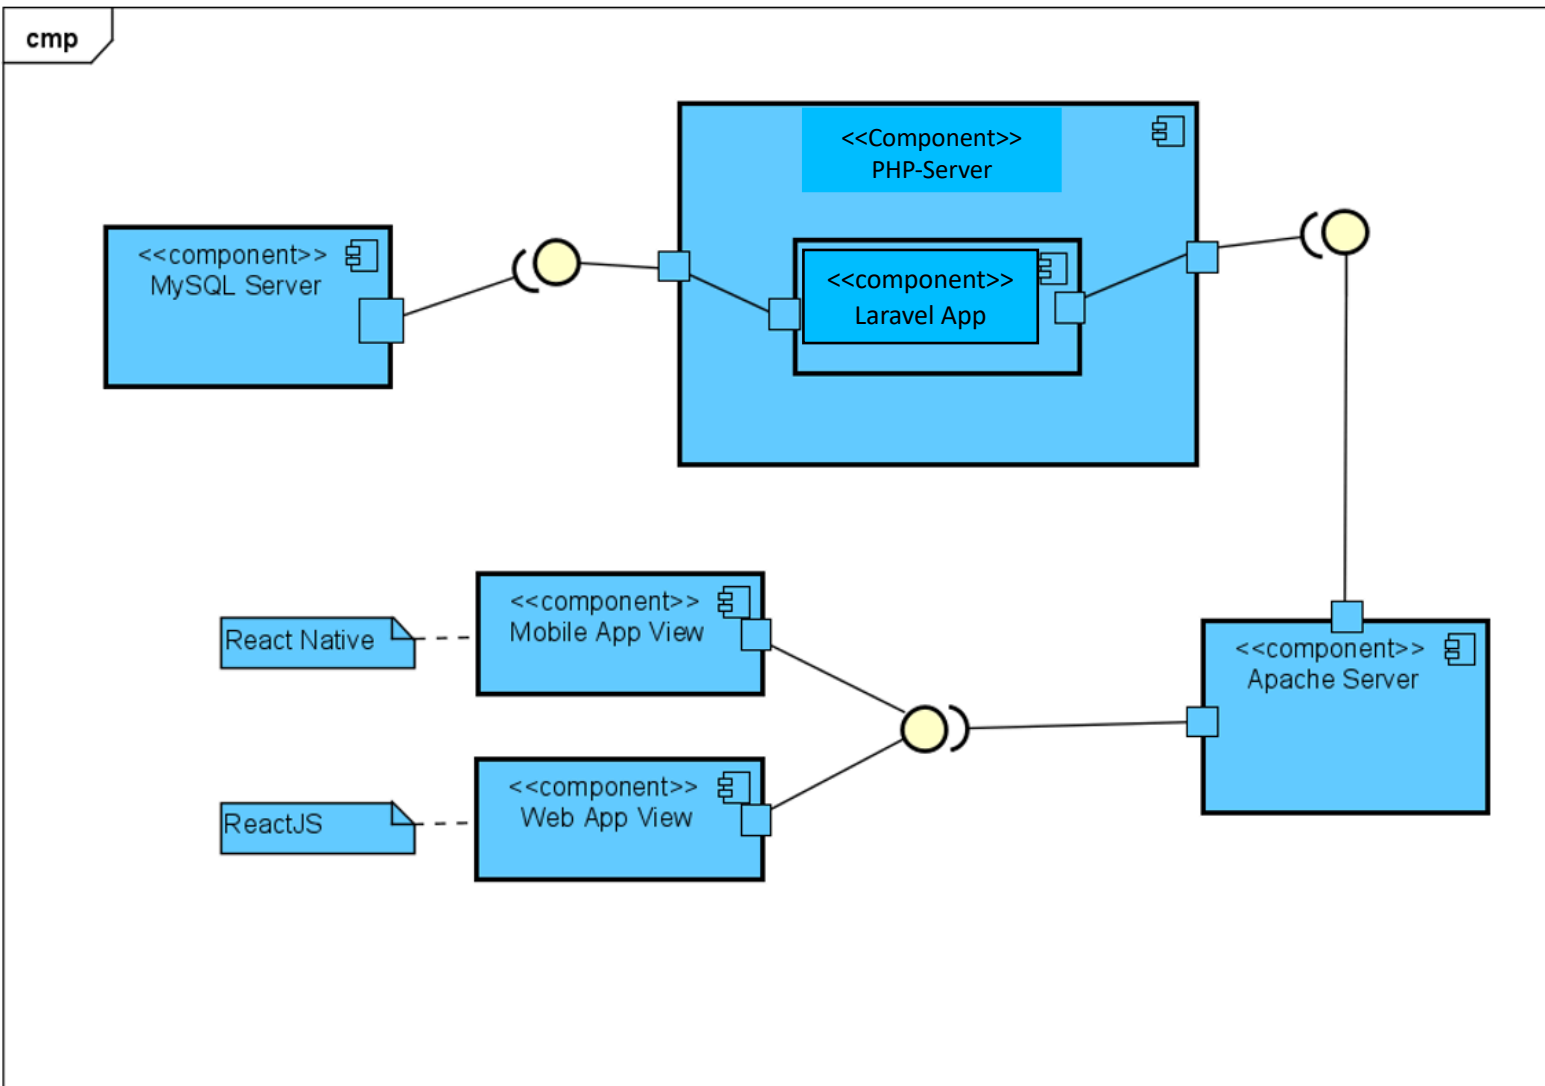 cmp
<<Component>>
PHP-Server
<<component>>
MySQL Server
<<component>>
Laravel App
<<component>>
Mobile App View
React Native
<<component>>
Apache Server
<<component>>
Web App View
ReactJS